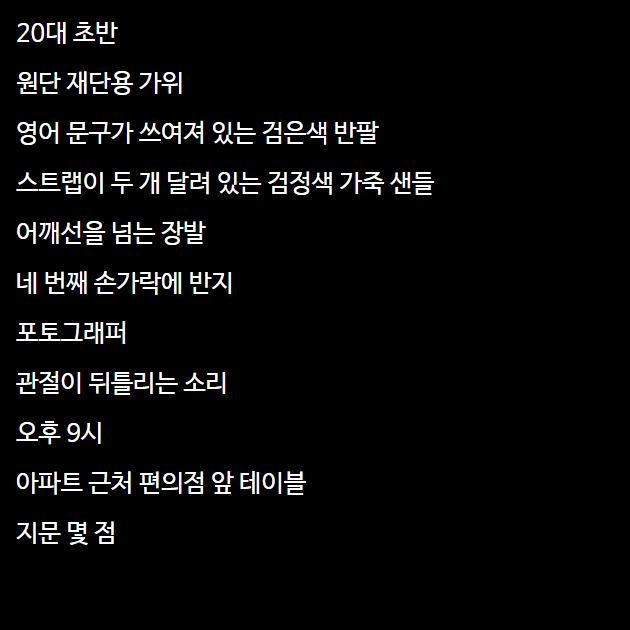 20대 초반
원단 재단용 가위
영어 문구가 쓰여져 있는 검은색 반팔
스트랩이 두 개 달려 있는 검정색 가죽 샌들
어깨선을 넘는 장발
네 번째 손가락에 반지
포토그래퍼
관절이 뒤틀리는 소리
오후 9시
아파트 근처 편의점 앞 테이블
지문 몇 점